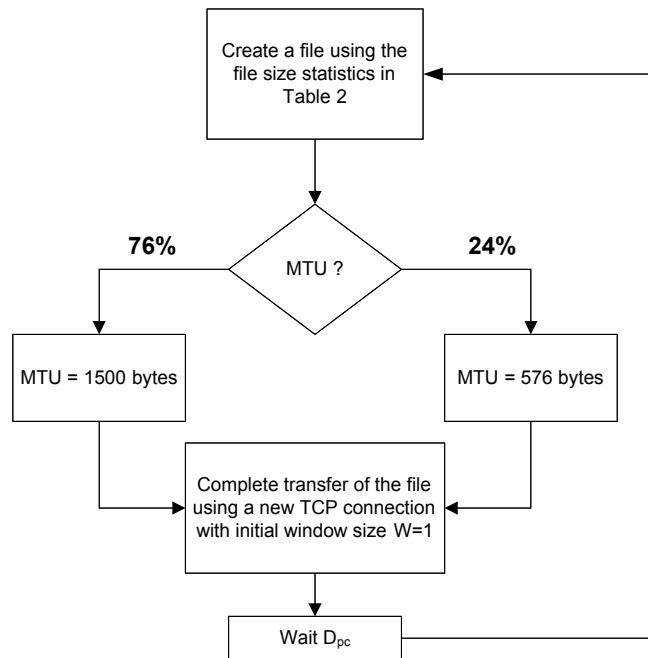 Create a file using the
file size statistics in
Table 2
76%
24%
MTU ?
MTU = 1500 bytes
MTU = 576 bytes
Complete transfer of the file
using a new TCP connection
with initial window size W=1
Wait Dpc